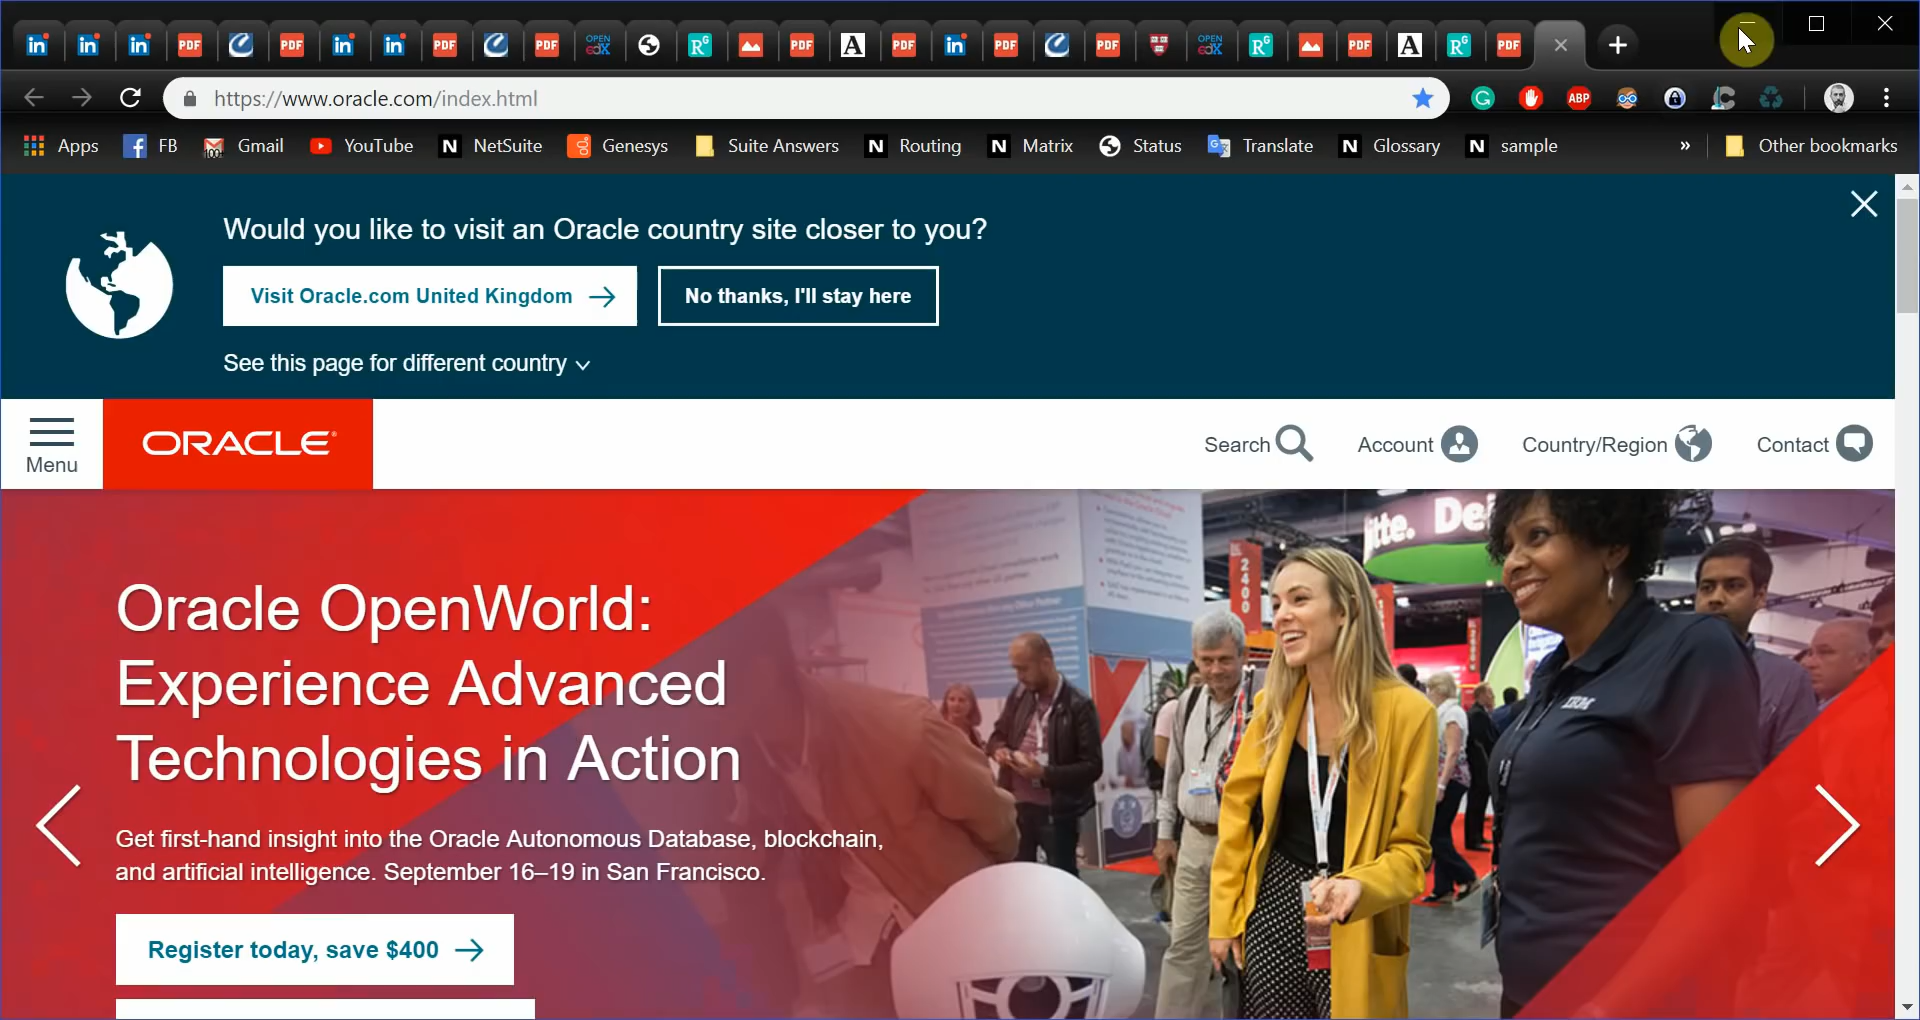 https://www.oracle.com/index.html
Apps FB Gmail YouTube NetSuite Genesys Suite Answers Routing Matrix Status Translate Glossary sample » Other bookmarks
Would you like to visit an Oracle country site closer to you?
Visit Oracle.com United Kingdom
No thanks, I'll stay here
See this page for different country
Menu
ORACLE
Search
Account
Country/Region
Contact
Oracle OpenWorld:
Experience Advanced
Technologies in Action
Get first-hand insight into the Oracle Autonomous Database, blockchain,
and artificial intelligence. September 16–19 in San Francisco.
Register today, save $400
2400
IBM